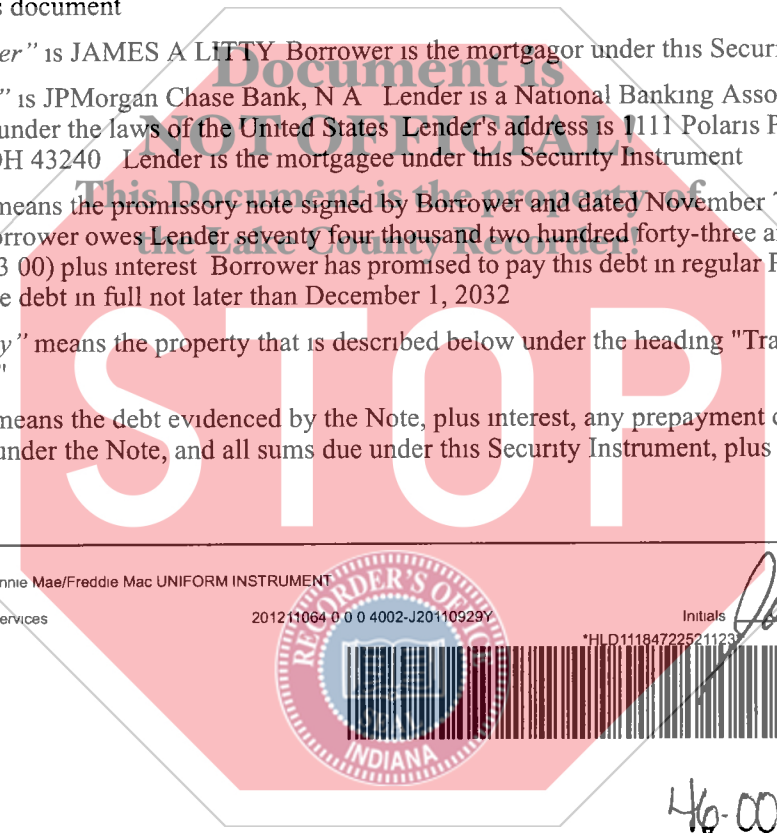 s document
er" is JAMES A LITTY Borrower is the mortgagor under this Securi
" is JPMorgan Chase Bank, N A Lender is a National Banking Asso
under the laws of the United States Lender's address is 1111 Polaris P
OH 43240 Lender is the mortgagee under this Security Instrument
means the promissory note signed by Borrower and dated November
orrower owes Lender seventy four thousand two hundred forty-three a
3 00) plus interest Borrower has promised to pay this debt in regular P
e debt in full not later than December 1, 2032
y" means the property that is described below under the heading "Tra
"
means the debt evidenced by the Note, plus interest, any prepayment c
under the Note, and all sums due under this Security Instrument, plus
Document is
NOT OFFICIAL!
This Document is the property of
the Lake County Recorder!
STOP
nnie Mae/Freddie Mac UNIFORM INSTRUMENT
ervices
201211064 0 0 0 4002-J20110929Y
Initials
*HLD11184722521123*
RECORDER'S OFFICE
SEAL
INDIANA
46-00